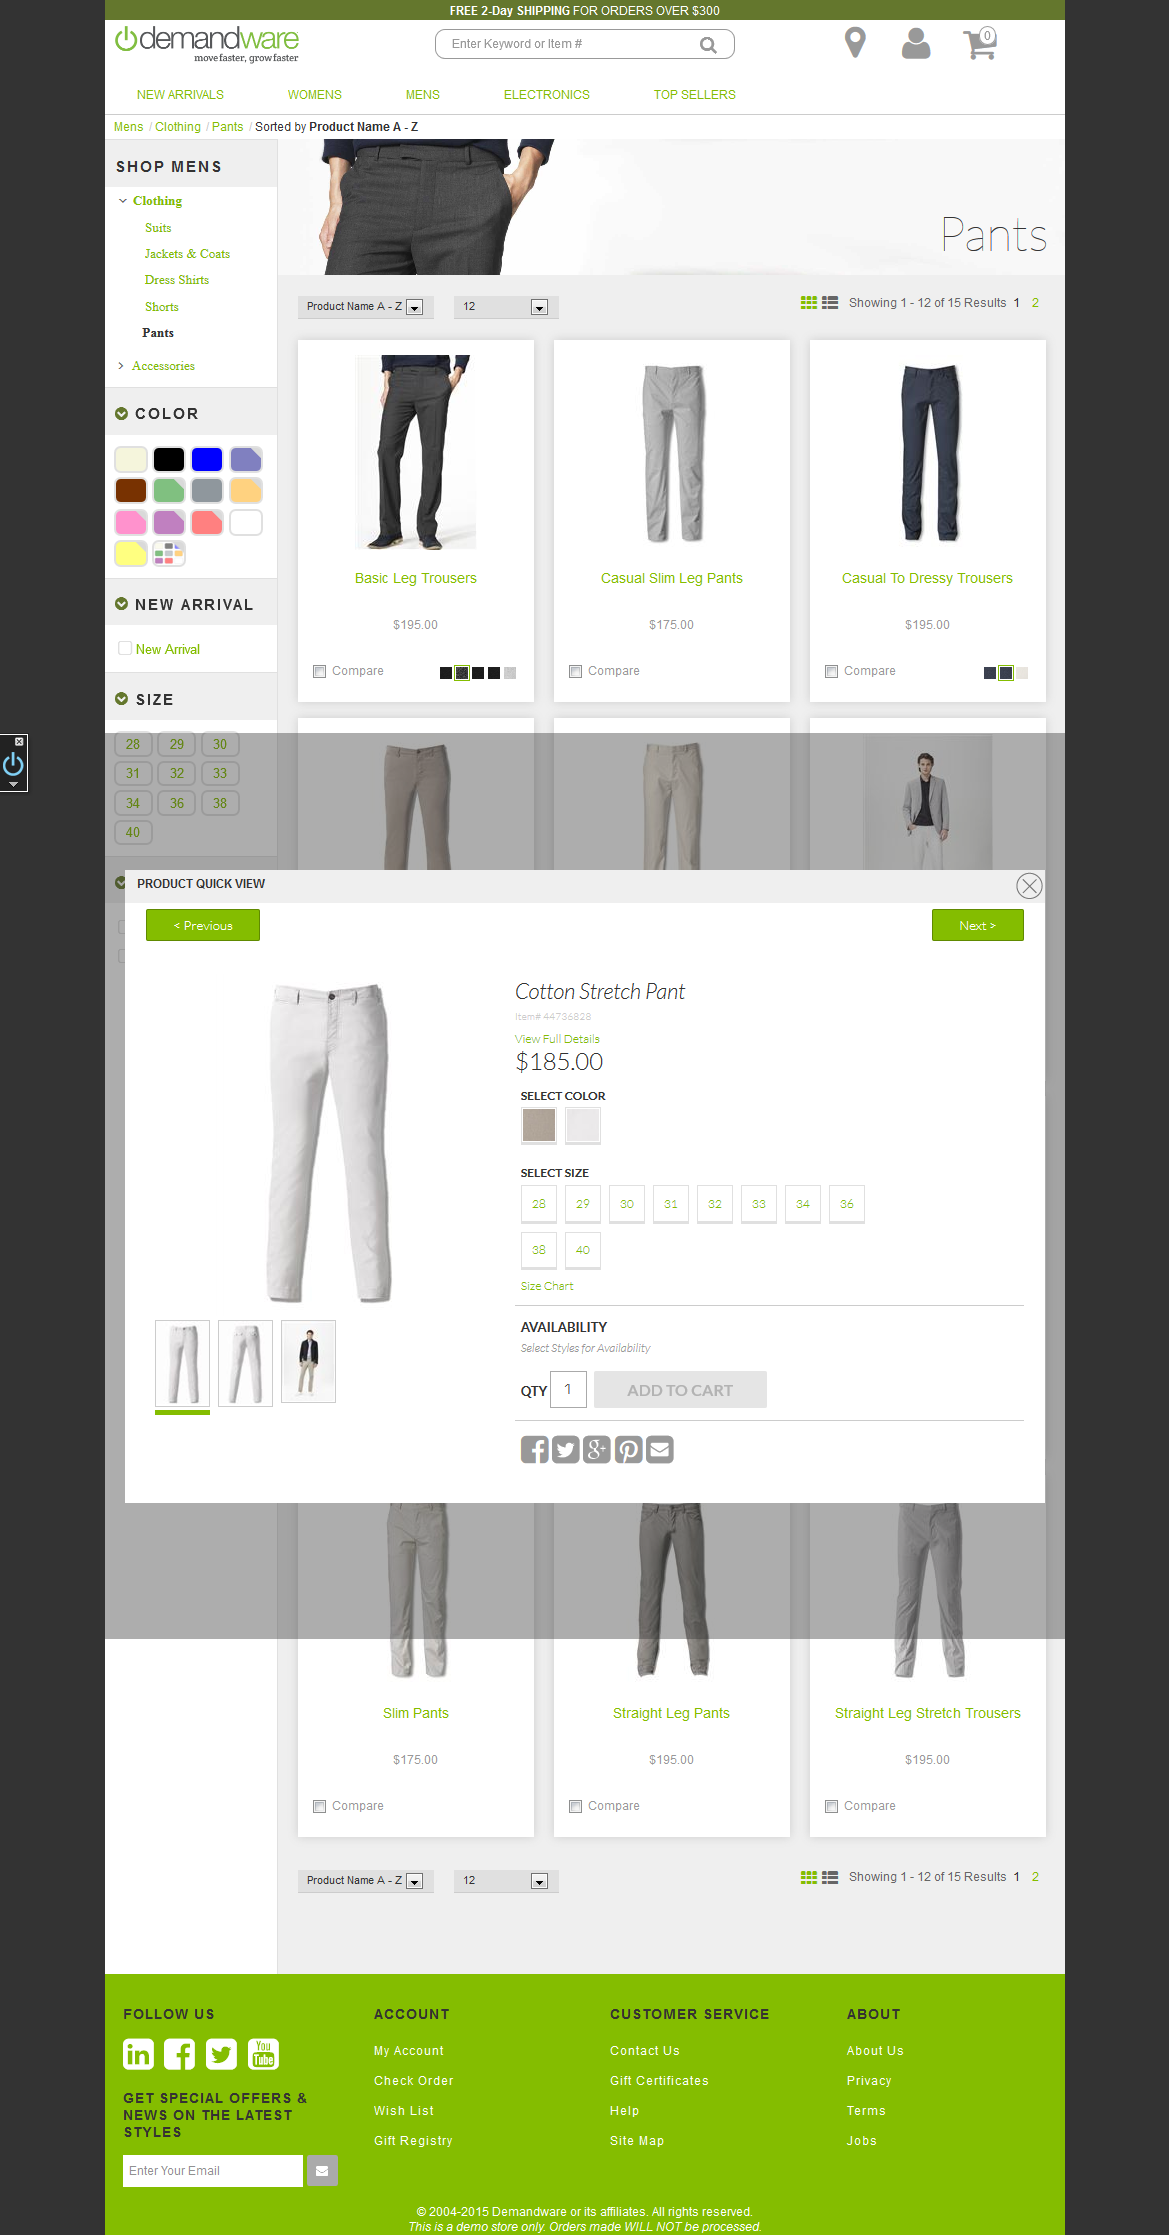 FREE 2-Day SHIPPING FOR ORDERS OVER $300
demandware
move faster, grow faster
Enter Keyword or Item #
0
NEW ARRIVALS WOMENS MENS ELECTRONICS TOP SELLERS
Mens / Clothing / Pants / Sorted by Product Name A - Z
SHOP MENS
Clothing
Suits
Jackets & Coats
Dress Shirts
Shorts
Pants
Accessories
COLOR
NEW ARRIVAL
New Arrival
SIZE
28 29 30
31 32 33
34 36 38
40
Pants
Product Name A - Z 12 Showing 1 - 12 of 15 Results 1 2
Basic Leg Trousers
$195.00
Compare
Casual Slim Leg Pants
$175.00
Compare
Casual To Dressy Trousers
$195.00
Compare
PRODUCT QUICK VIEW
< Previous
Next >
Cotton Stretch Pant
Item# 44736828
View Full Details
$185.00
SELECT COLOR
SELECT SIZE
28 29 30 31 32 33 34 36
38 40
Size Chart
AVAILABILITY
Select Styles for Availability
QTY 1 ADD TO CART
Slim Pants
$175.00
Compare
Straight Leg Pants
$195.00
Compare
Straight Leg Stretch Trousers
$195.00
Compare
Product Name A - Z 12 Showing 1 - 12 of 15 Results 1 2
FOLLOW US
in
You
Tube
GET SPECIAL OFFERS &
NEWS ON THE LATEST
STYLES
Enter Your Email
ACCOUNT
My Account
Check Order
Wish List
Gift Registry
CUSTOMER SERVICE
Contact Us
Gift Certificates
Help
Site Map
ABOUT
About Us
Privacy
Terms
Jobs
© 2004-2015 Demandware or its affiliates. All rights reserved.
This is a demo store only. Orders made WILL NOT be processed.